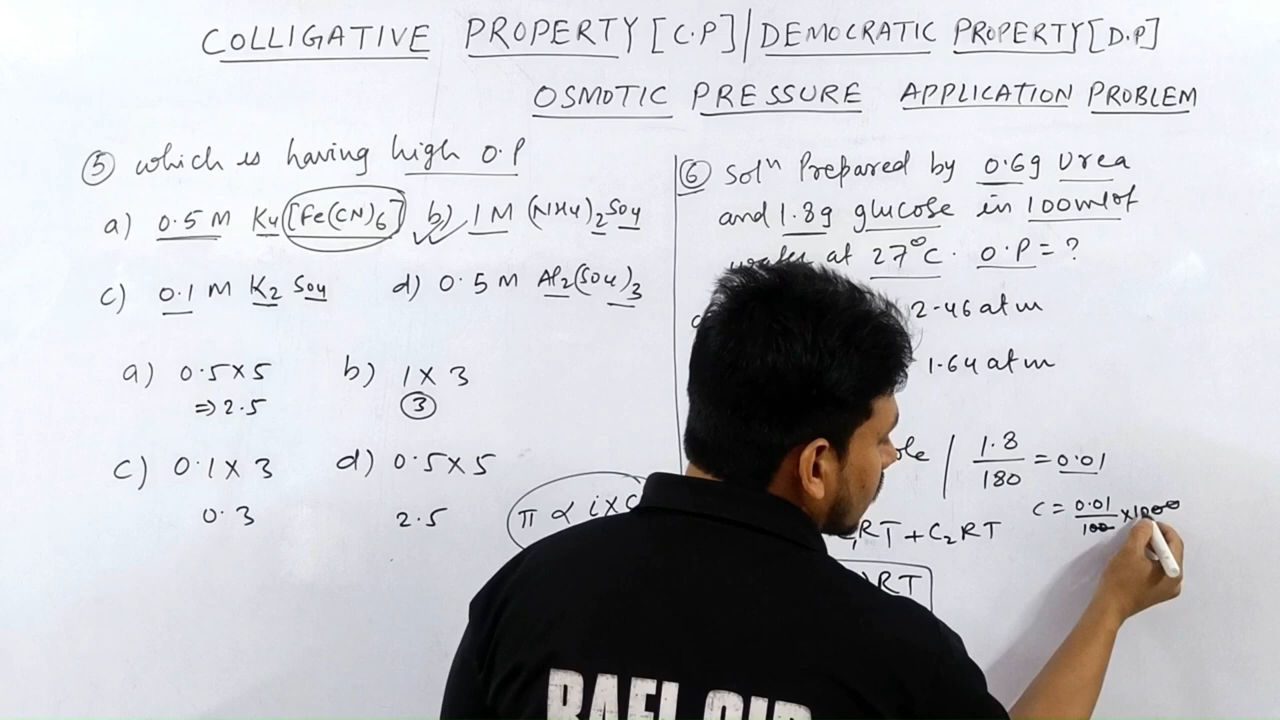 COLLIGATIVE PROPERTY [C.P] / DEMOCRATIC PROPERTY [D.P]
OSMOTIC PRESSURE APPLICATION PROBLEM
⑤ which is having high O.P
a) 0.5 M K4[Fe(CN)6] b) 1 M (NH4)2SO4
c) 0.1 M K2SO4 d) 0.5 M Al2(SO4)3
a) 0.5×5 b) 1×3
⇒ 2.5 3
c) 0.1×3 d) 0.5×5
0.3 2.5
π ∝ i×C
⑥ Soln Prepared by 0.6g Urea
and 1.8g glucose in 100ml of
water at 27°C. O.P = ?
2.46 atm
1.64 atm
1.8/180 = 0.01
C = 0.01/100 × 1000
C1RT + C2RT
RT